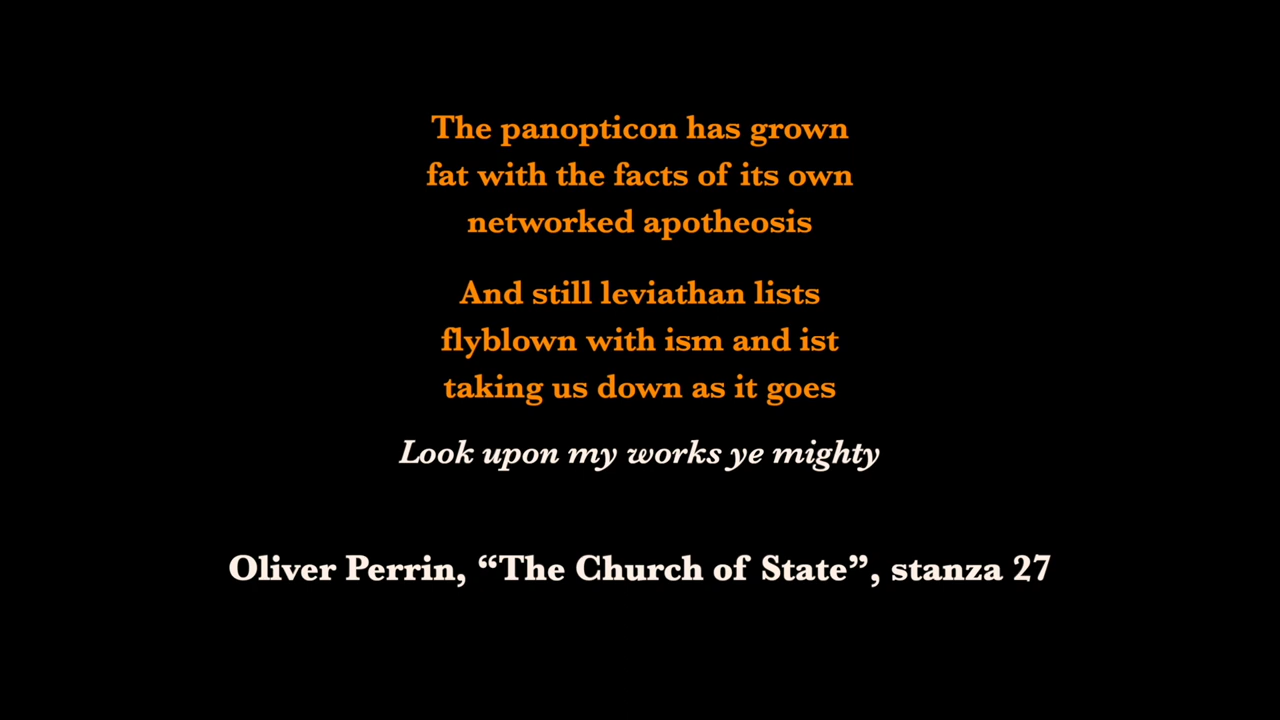 The panopticon has grown
fat with the facts of its own
networked apotheosis
And still leviathan lists
flyblown with ism and ist
taking us down as it goes
Look upon my works ye mighty
Oliver Perrin, “The Church of State”, stanza 27